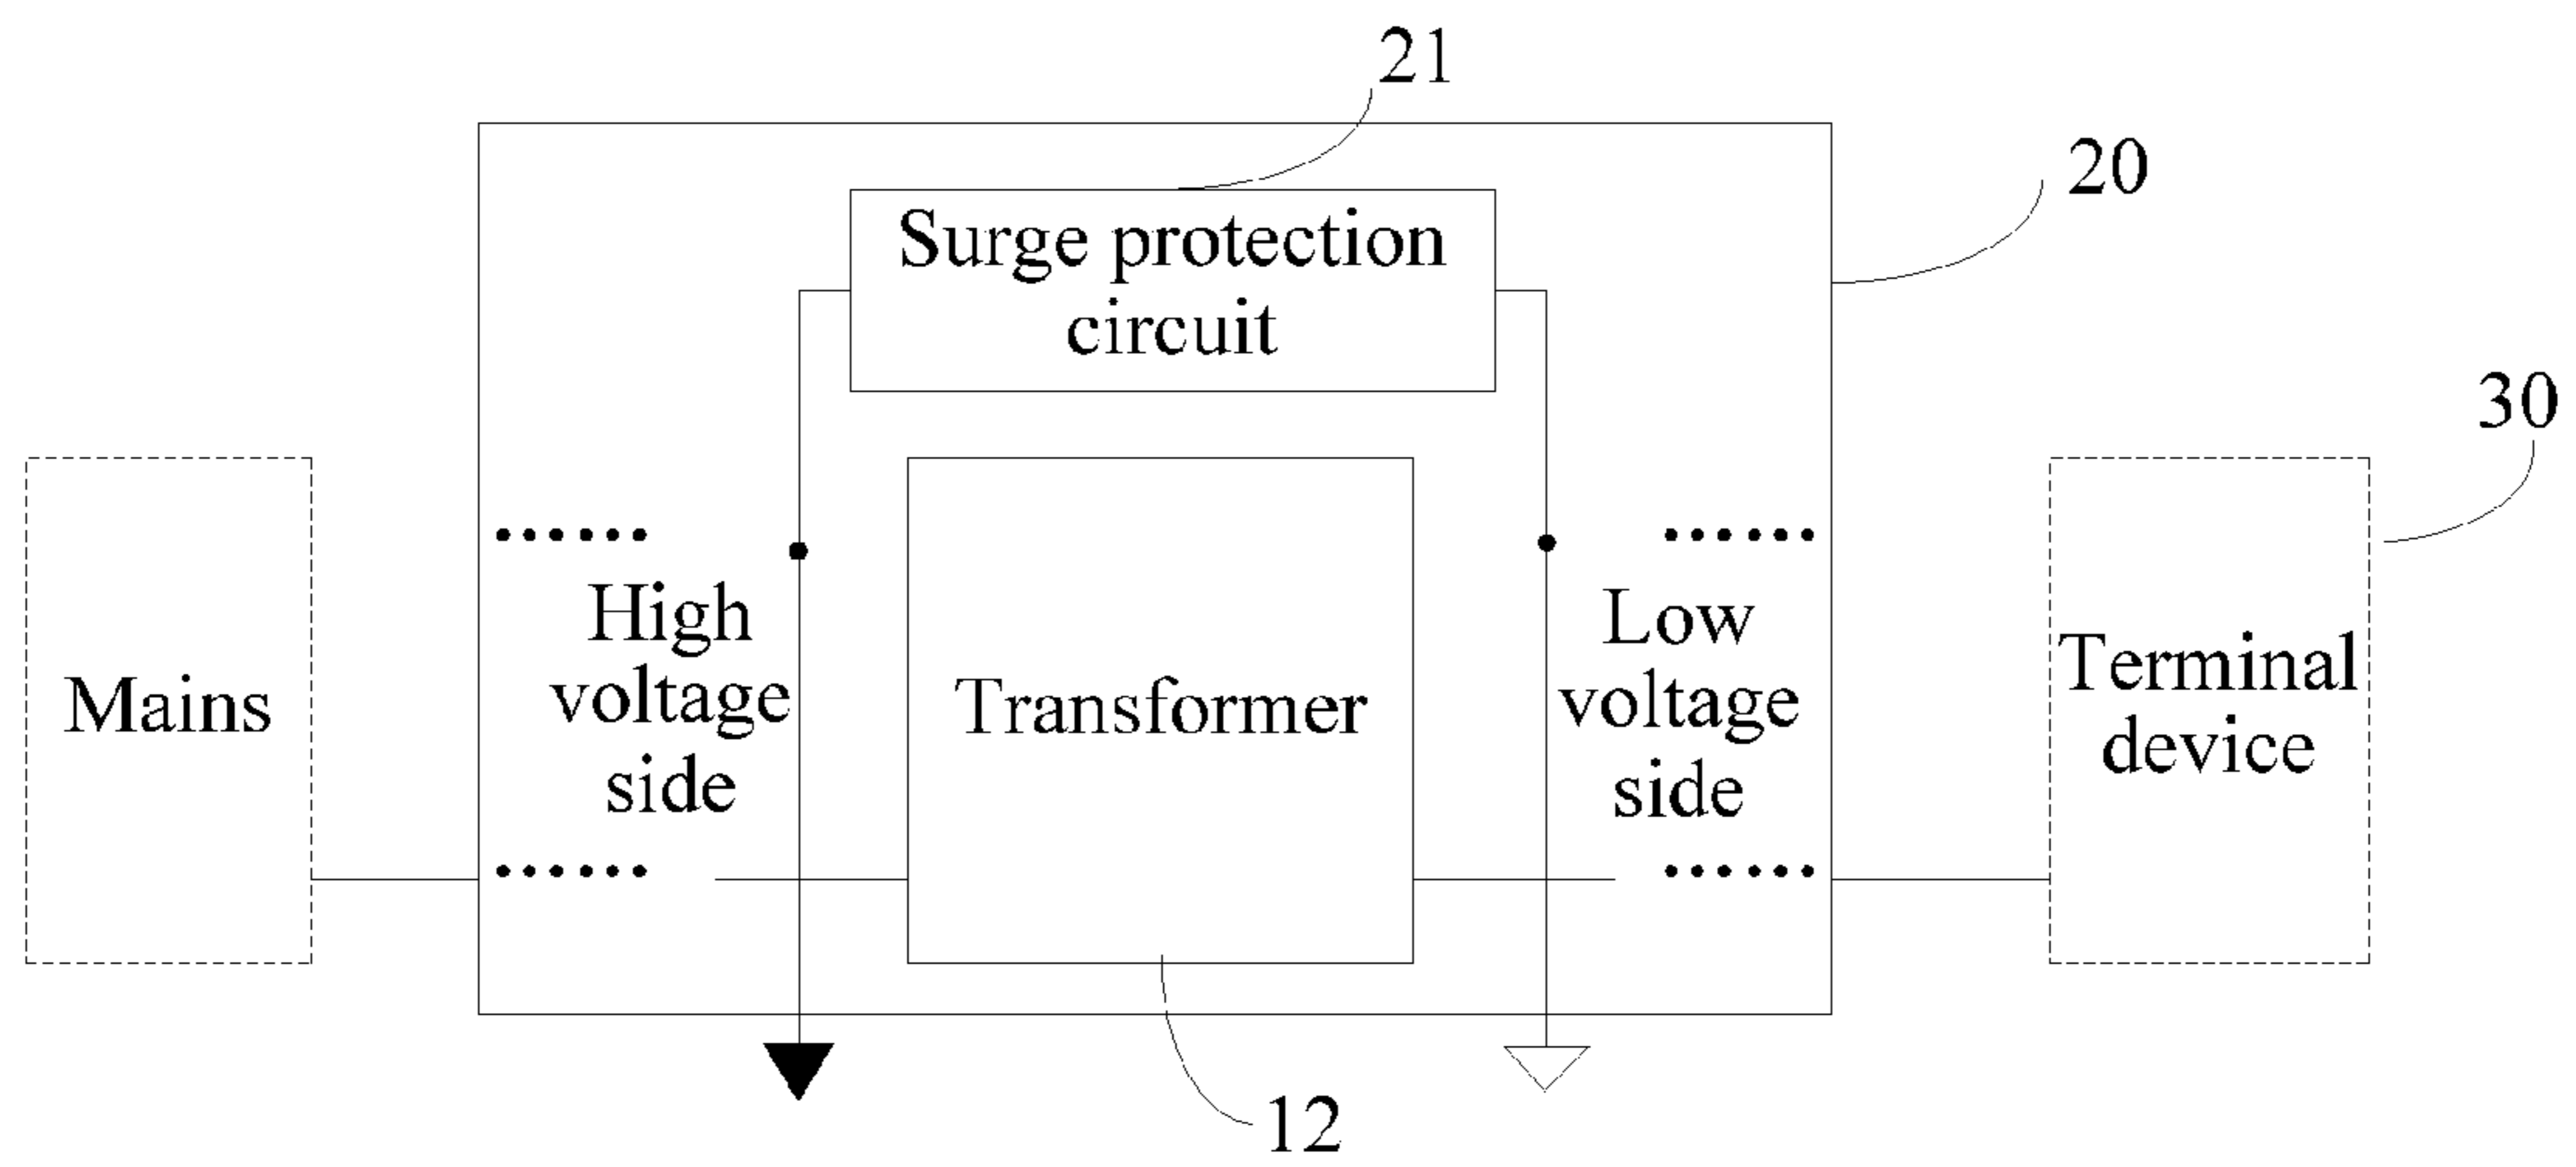 21
20
Surge protection
circuit
30
High
voltage
side
Low
voltage
side
Mains
Transformer
Terminal
device
12